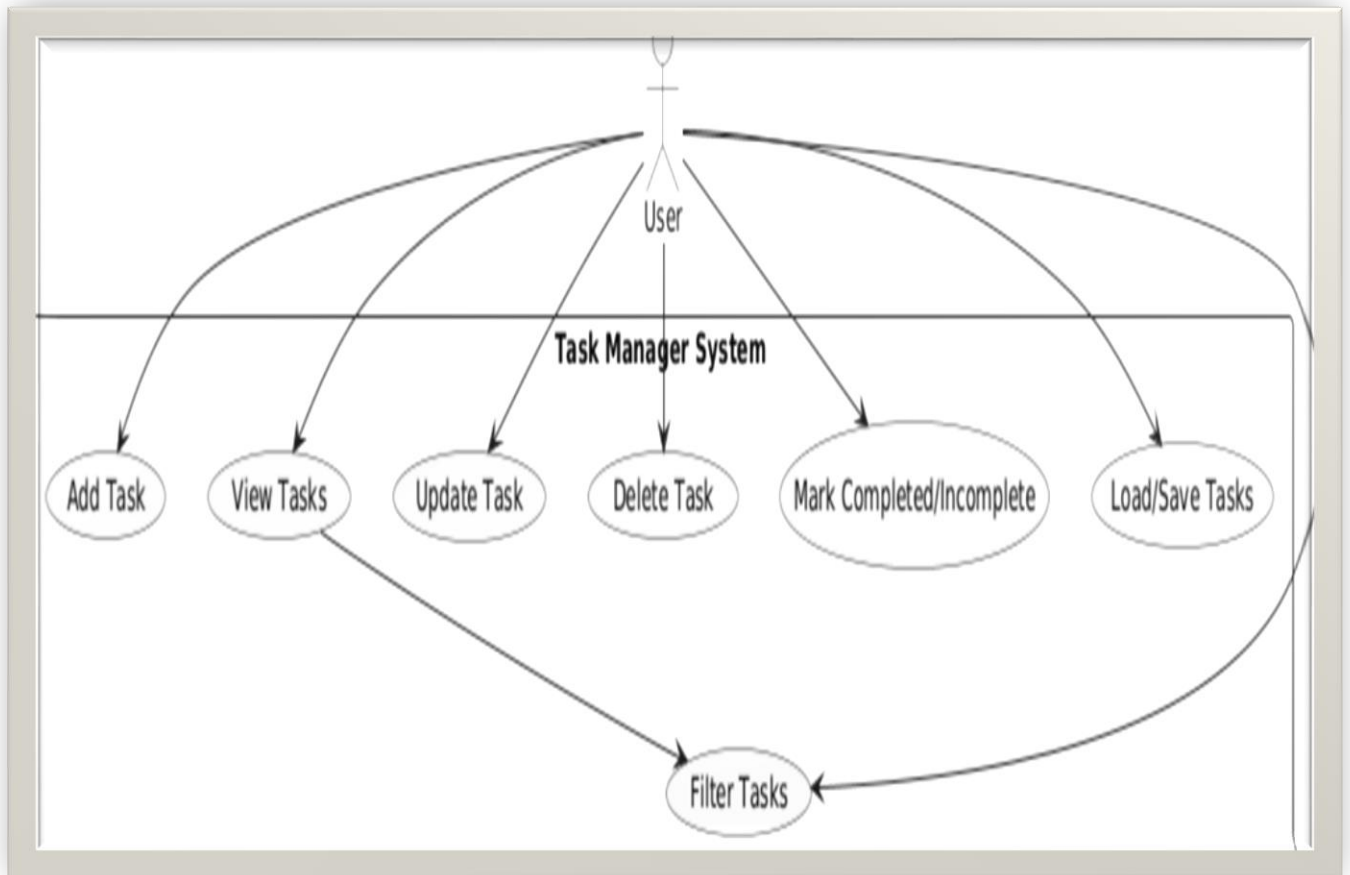 User
Task Manager System
Add Task
View Tasks
Update Task
Delete Task
Mark Completed/Incomplete
Load/Save Tasks
Filter Tasks